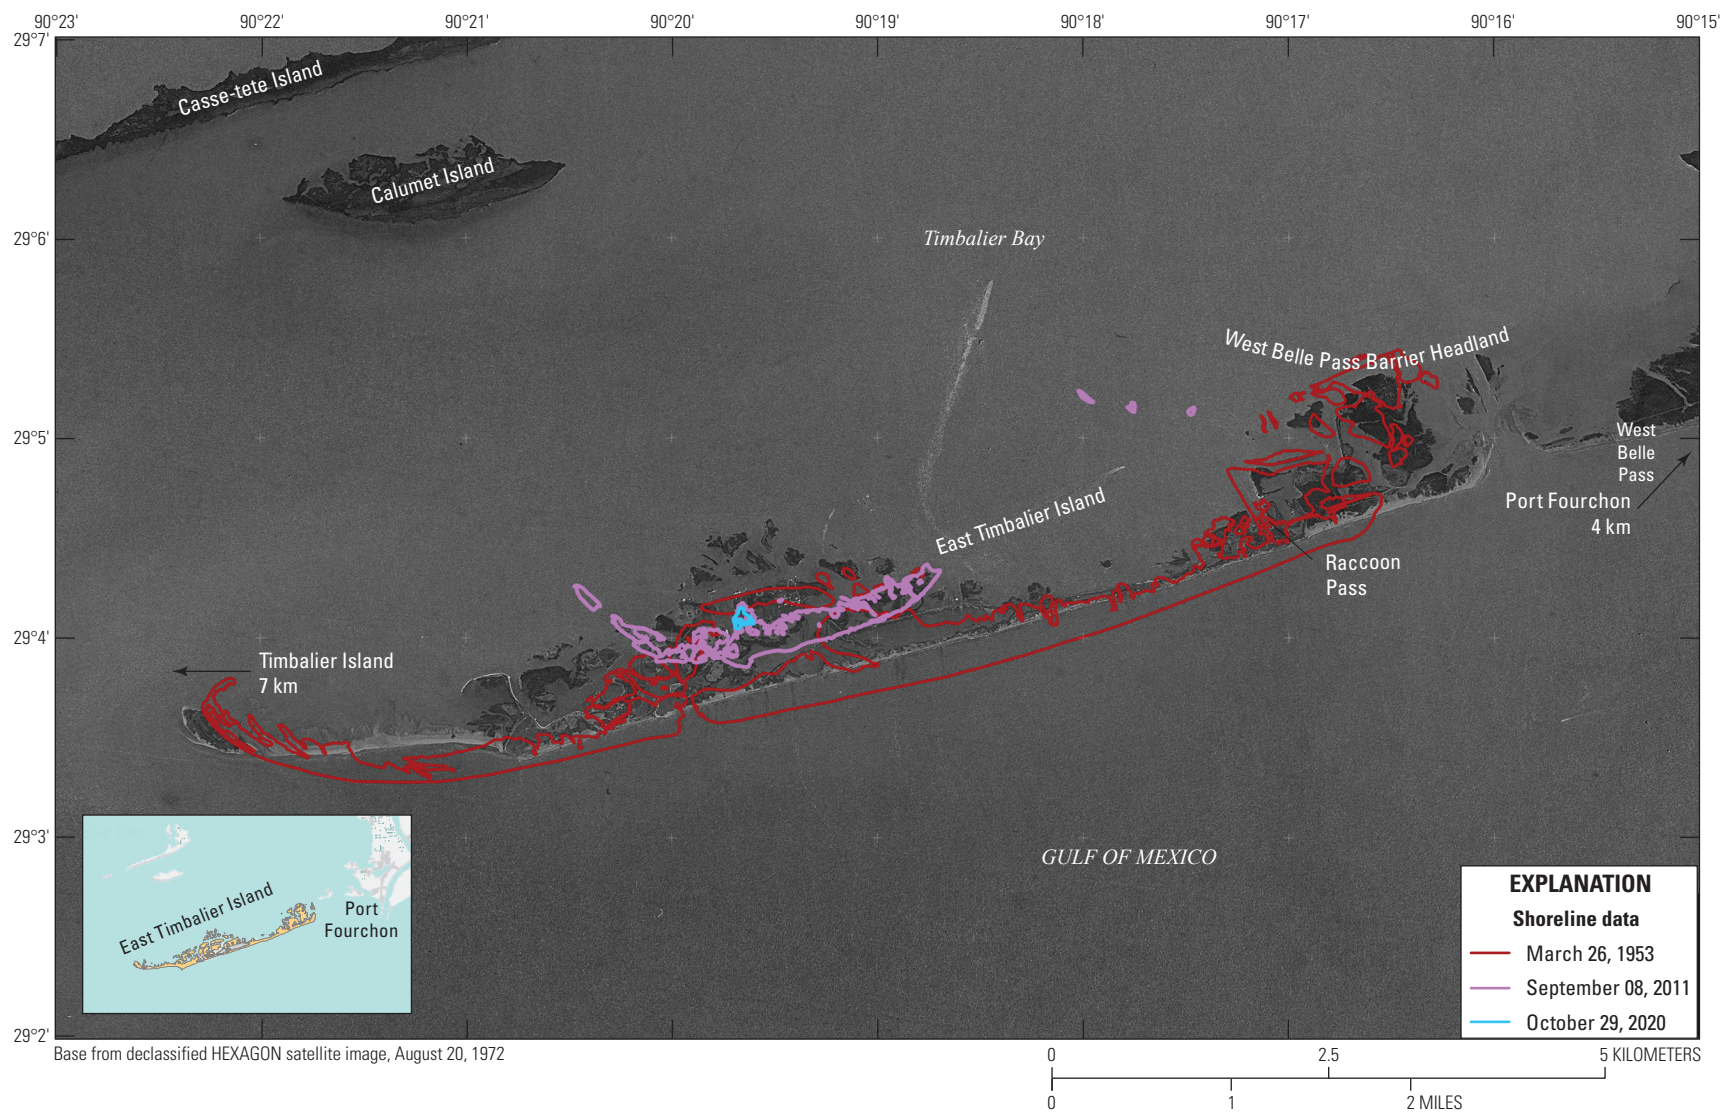 90°23' 90°22' 90°21' 90°20' 90°19' 90°18' 90°17' 90°16' 90°15'
29°7'
Casse-tete Island
Calumet Island
29°6'
Timbalier Bay
West Belle Pass Barrier Headland
29°5'
West
Belle
Pass
Port Fourchon
4 km
East Timbalier Island
Raccoon
Pass
29°4'
Timbalier Island
7 km
29°3'
GULF OF MEXICO
East Timbalier Island
Port
Fourchon
EXPLANATION
Shoreline data
March 26, 1953
September 08, 2011
October 29, 2020
29°2'
Base from declassified HEXAGON satellite image, August 20, 1972
0 2.5 5 KILOMETERS
0 1 2 MILES